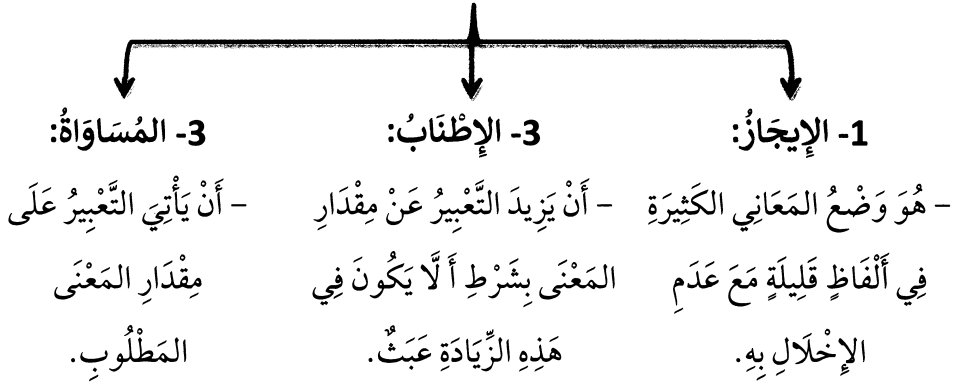 1- الإِيجَازُ:
– هُوَ وَضْعُ المَعَانِي الكَثِيرَةِ
فِي أَلْفَاظٍ قَلِيلَةٍ مَعَ عَدَمِ
الإِخْلَالِ بِهِ.
3- الإِطْنَابُ:
– أَنْ يَزِيدَ التَّعْبِيرُ عَنْ مِقْدَارِ
المَعْنَى بِشَرْطِ أَ لَّا يَكُونَ فِي
هَذِهِ الزِّيَادَةِ عَبَثٌ.
3- المُسَاوَاةُ:
– أَنْ يَأْتِيَ التَّعْبِيرُ عَلَى
مِقْدَارِ المَعْنَى
المَطْلُوبِ.